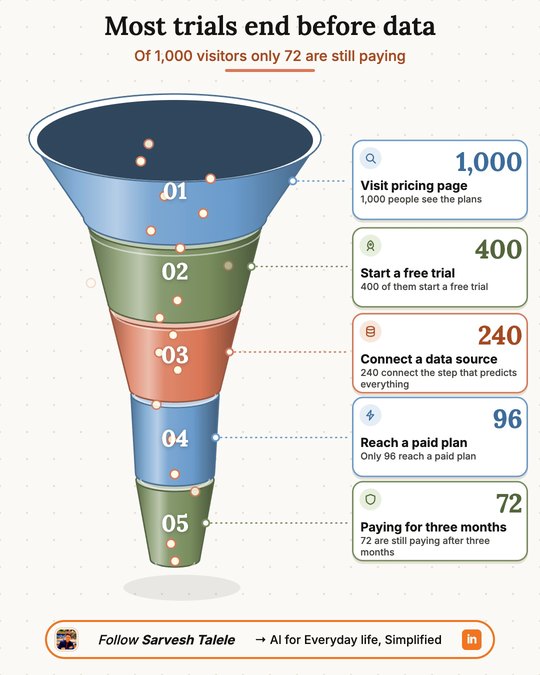 Most trials end before data
Of 1,000 visitors only 72 are still paying
01
1,000
Visit pricing page
1,000 people see the plans
02
400
Start a free trial
400 of them start a free trial
03
240
Connect a data source
240 connect the step that predicts
everything
04
96
Reach a paid plan
Only 96 reach a paid plan
05
72
Paying for three months
72 are still paying after three
months
Follow Sarvesh Talele → AI for Everyday life, Simplified in